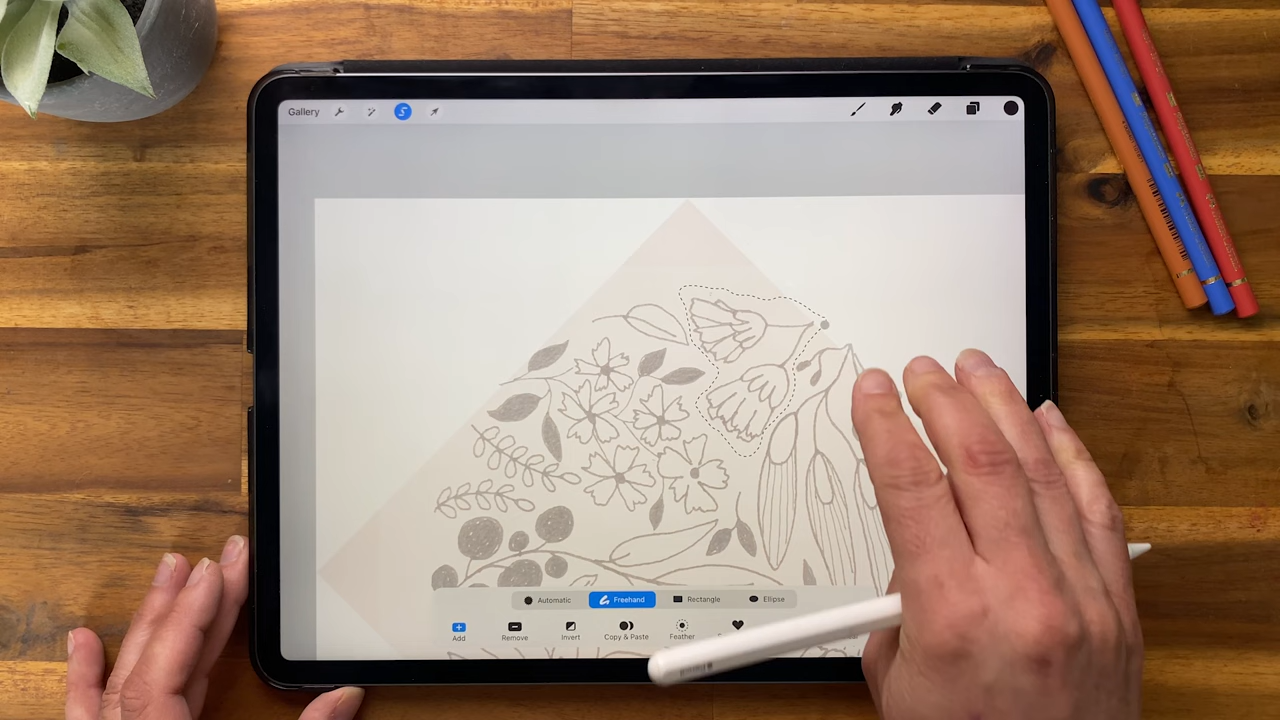 Gallery
Automatic
Freehand
Rectangle
Ellipse
Add
Remove
Invert
Copy & Paste
Feather